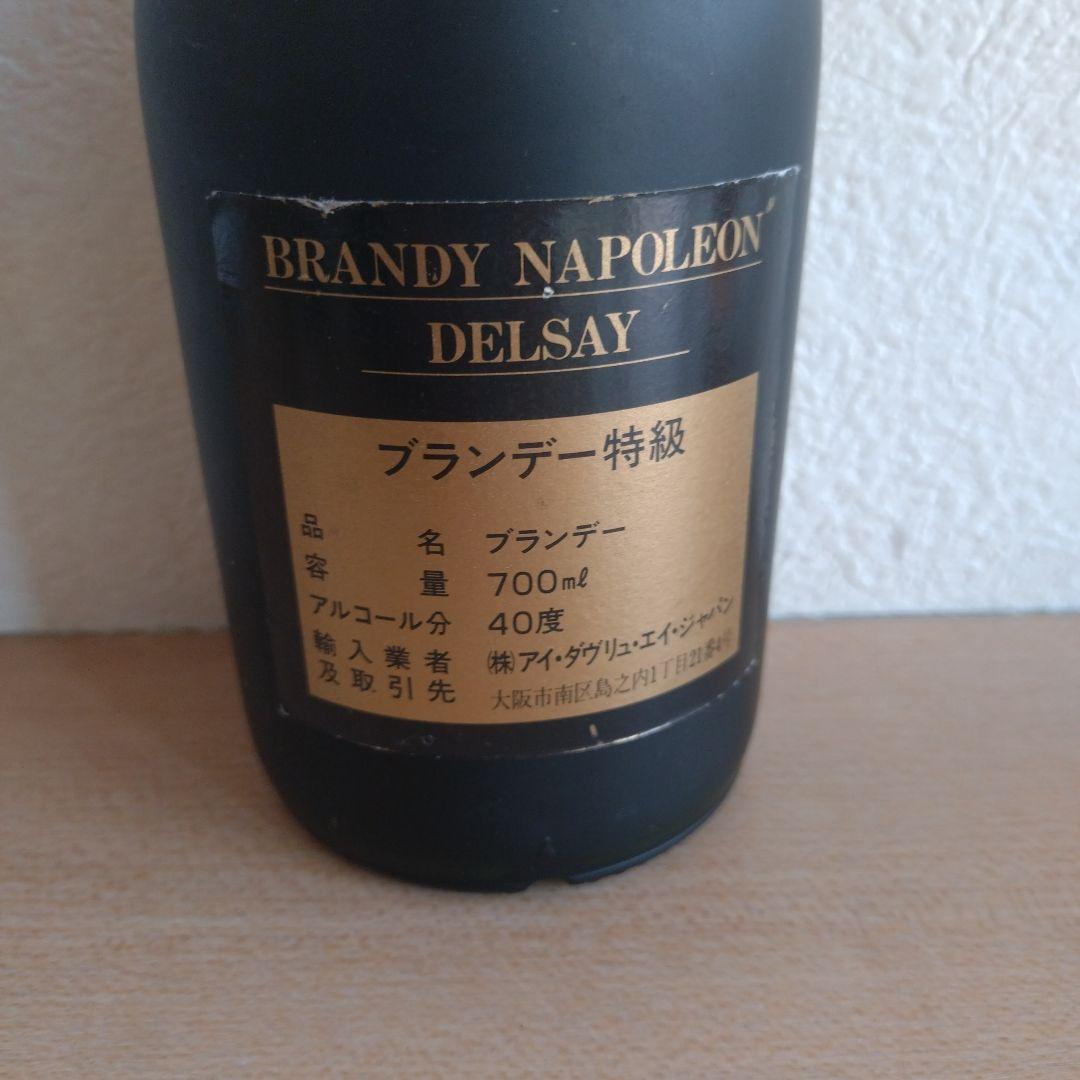 BRANDY NAPOLEON
DELSAY
ブランデー特級
品名 ブランデー
容量 700mℓ
アルコール分 40度
輸入業者 ㈱アイ・ダヴリュ・エイ・ジャパン
及取引先 大阪市南区島之内1丁目21番4号